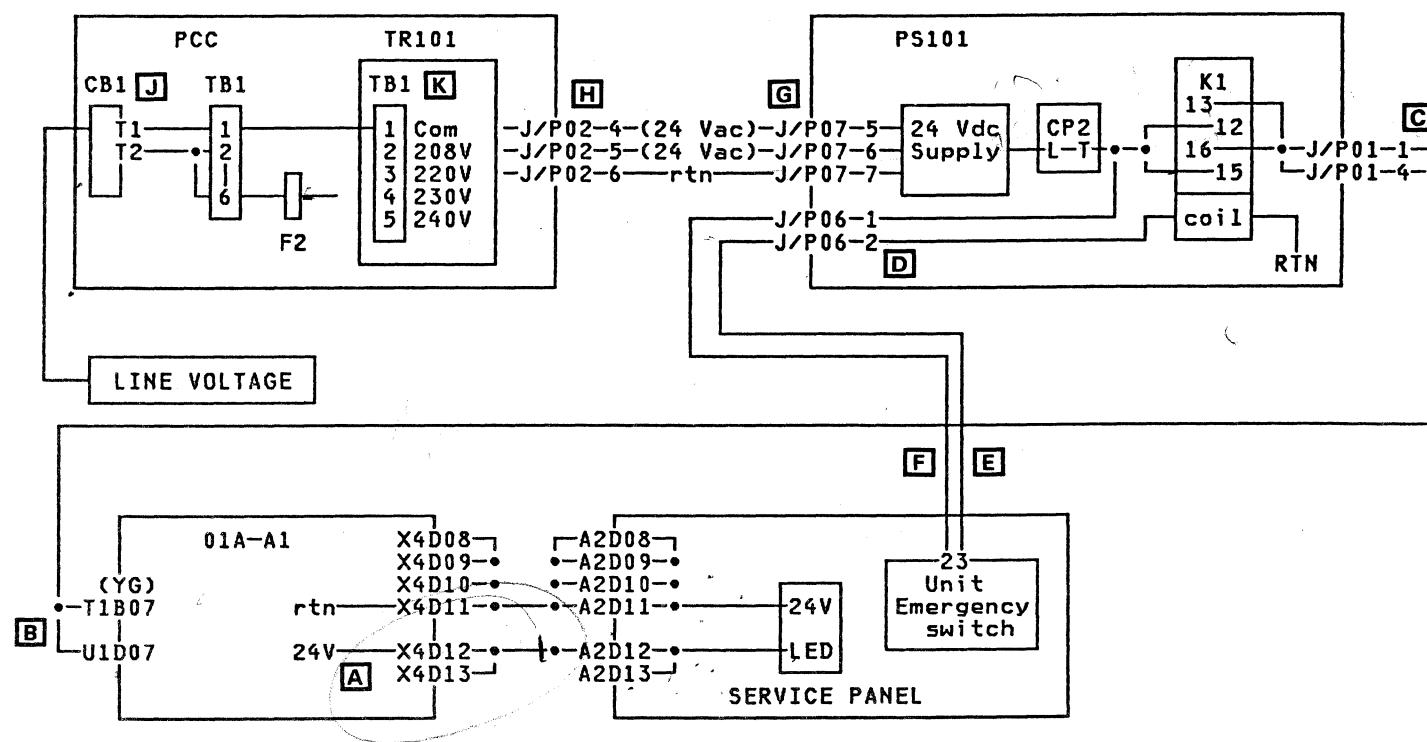 PCC TR101 PS101
CB1 J TB1 TB1 K H G K1 C
T1 1 1 Com J/P02-4-(24 Vac)-J/P07-5 24 Vdc CP2 13 12
T2 2 2 208V J/P02-5-(24 Vac)-J/P07-6 Supply L-T 16 J/P01-1
3 220V J/P02-6-rtn-J/P07-7 15 J/P01-4
6 4 230V
5 240V J/P06-1 coil
F2 J/P06-2
D RTN
LINE VOLTAGE
F E
01A-A1 X4D08 A2D08
X4D09 A2D09 23
(YG) X4D10 A2D10 Unit
T1B07 rtn X4D11 A2D11 24V Emergency
B switch
U1D07 24V X4D12 A2D12 LED
A X4D13 A2D13
SERVICE PANEL